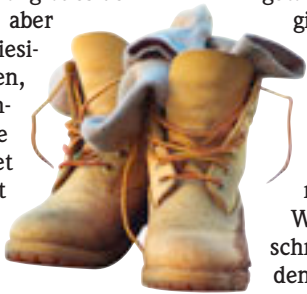 aber
iesi-
en,
n-
e
et
t
gi
W
schr
den